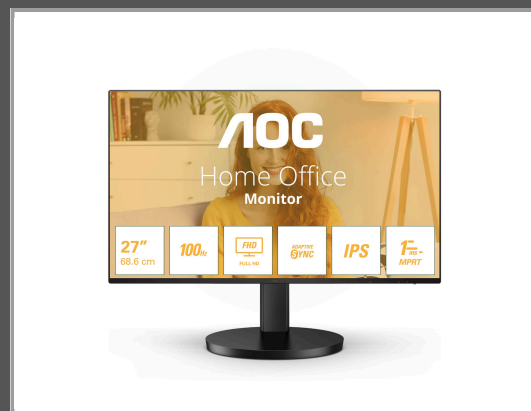 AOC
Home Office
Monitor
27"
68.6 cm
100Hz
FHD
FULL HD
ADAPTIVE
SYNC
IPS
1ms
MPRT